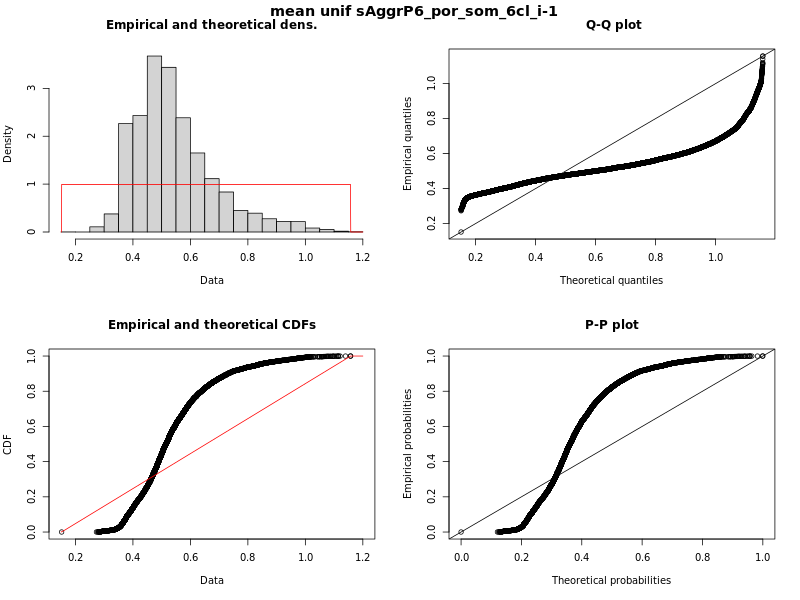 mean unif sAggrP6_por_som_6cl_i-1
Empirical and theoretical dens.
Density
0 1 2 3
0.2 0.4 0.6 0.8 1.0 1.2
Data
Q-Q plot
Empirical quantiles
0.2 0.4 0.6 0.8 1.0
0.2 0.4 0.6 0.8 1.0
Theoretical quantiles
Empirical and theoretical CDFs
CDF
0.0 0.2 0.4 0.6 0.8 1.0
0.2 0.4 0.6 0.8 1.0 1.2
Data
P-P plot
Empirical probabilities
0.0 0.2 0.4 0.6 0.8 1.0
0.0 0.2 0.4 0.6 0.8 1.0
Theoretical probabilities